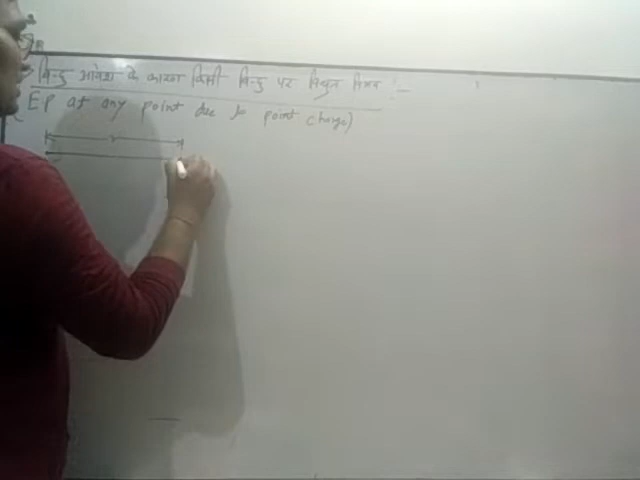 बिन्दु आवेश के कारण किसी बिन्दु पर विद्युत विभव :-
(EP at any point due to point charge)